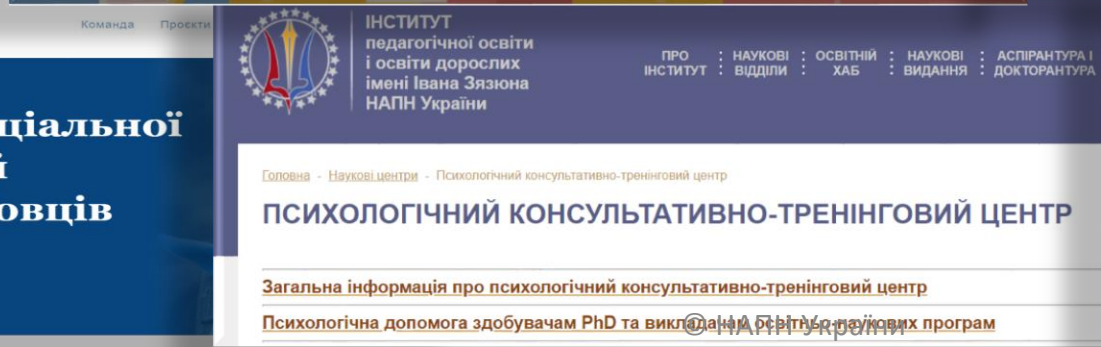 Команда Проєкти
ціальної
й
овців
ІНСТИТУТ
педагогічної освіти
і освіти дорослих
імені Івана Зязюна
НАПН України
ПРО ІНСТИТУТ
НАУКОВІ ВІДДІЛИ
ОСВІТНІЙ ХАБ
НАУКОВІ ВИДАННЯ
АСПІРАНТУРА І ДОКТОРАНТУРА
Головна - Наукові центри - Психологічний консультативно-тренінговий центр
ПСИХОЛОГІЧНИЙ КОНСУЛЬТАТИВНО-ТРЕНІНГОВИЙ ЦЕНТР
Загальна інформація про психологічний консультативно-тренінговий центр
Психологічна допомога здобувачам PhD та викладачам освітньо-наукових програм
© НАПН України